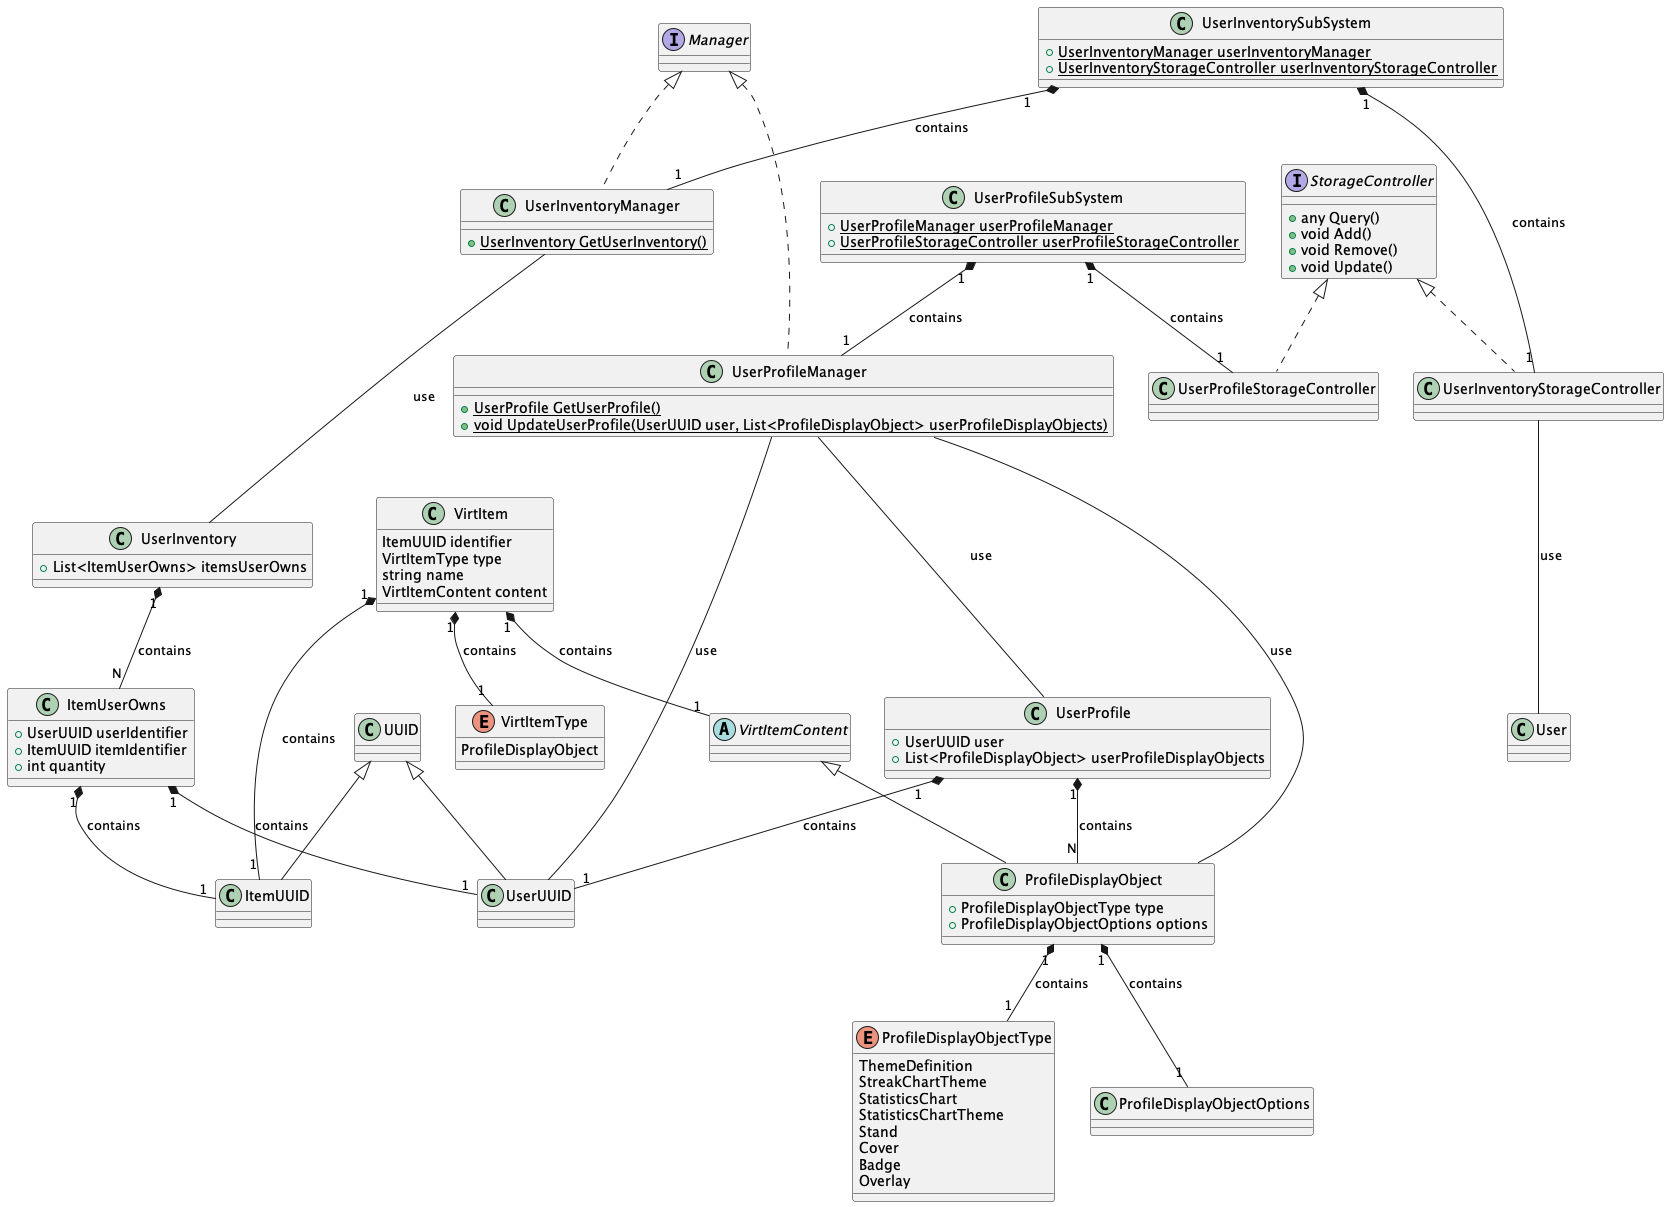 I Manager
C UserInventorySubSystem
UserInventoryManager userInventoryManager
UserInventoryStorageController userInventoryStorageController
1
1
contains
1
C UserInventoryManager
UserInventory GetUserInventory()
C UserProfileSubSystem
UserProfileManager userProfileManager
UserProfileStorageController userProfileStorageController
I StorageController
any Query()
void Add()
void Remove()
void Update()
contains
1
1
contains
contains
1
1
1
C UserProfileManager
UserProfile GetUserProfile()
void UpdateUserProfile(UserUUID user, List<ProfileDisplayObject> userProfileDisplayObjects)
C UserProfileStorageController
C UserInventoryStorageController
use
C UserInventory
List<ItemUserOwns> itemsUserOwns
C VirtItem
ItemUUID identifier
VirtItemType type
string name
VirtItemContent content
use
use
1
1
1
1
contains
contains
contains
use
use
N
1
1
C ItemUserOwns
UserUUID userIdentifier
ItemUUID itemIdentifier
int quantity
contains
C UUID
E VirtItemType
ProfileDisplayObject
A VirtItemContent
C UserProfile
UserUUID user
List<ProfileDisplayObject> userProfileDisplayObjects
C User
1
1
1
1
contains
contains
contains
contains
1
1
1
1
N
C ItemUUID
C UserUUID
C ProfileDisplayObject
ProfileDisplayObjectType type
ProfileDisplayObjectOptions options
1
1
contains
contains
1
1
E ProfileDisplayObjectType
ThemeDefinition
StreakChartTheme
StatisticsChart
StatisticsChartTheme
Stand
Cover
Badge
Overlay
C ProfileDisplayObjectOptions